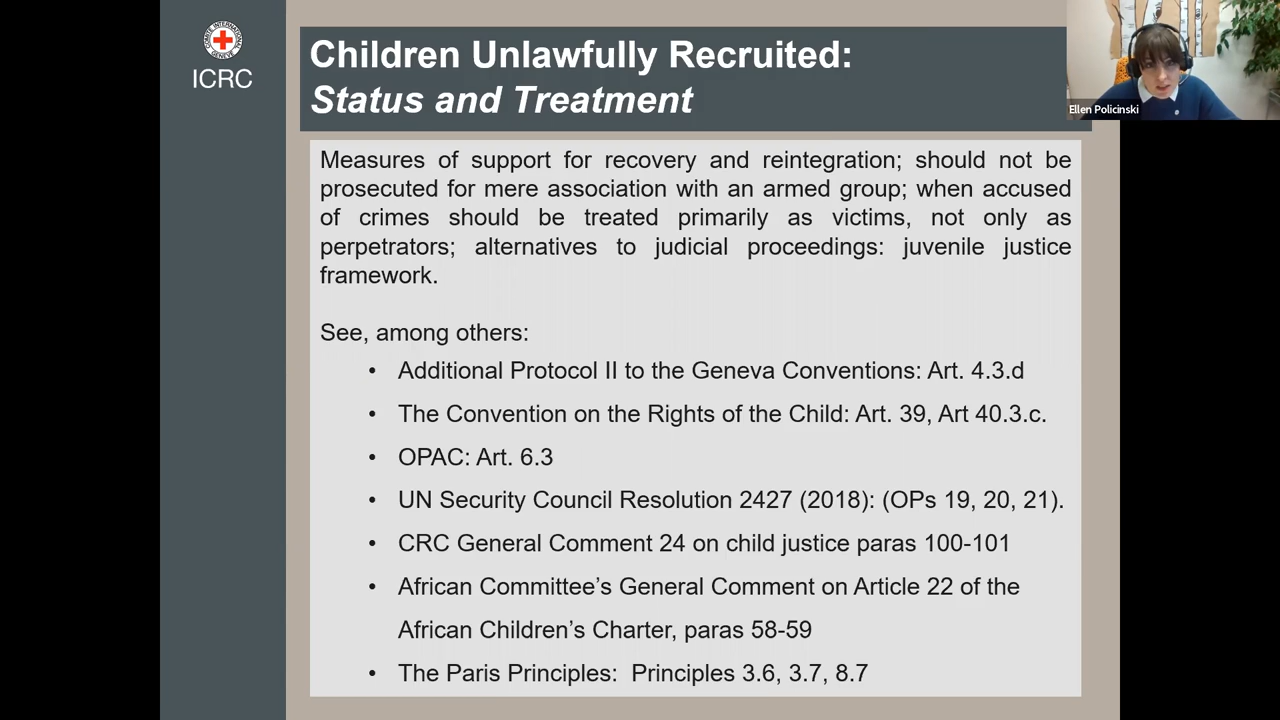 COMITÉ INTERNATIONAL
GENEVE
ICRC
Children Unlawfully Recruited:
Status and Treatment
Ellen Policinski
Measures of support for recovery and reintegration; should not be
prosecuted for mere association with an armed group; when accused
of crimes should be treated primarily as victims, not only as
perpetrators; alternatives to judicial proceedings: juvenile justice
framework.
See, among others:
• Additional Protocol II to the Geneva Conventions: Art. 4.3.d
• The Convention on the Rights of the Child: Art. 39, Art 40.3.c.
• OPAC: Art. 6.3
• UN Security Council Resolution 2427 (2018): (OPs 19, 20, 21).
• CRC General Comment 24 on child justice paras 100-101
• African Committee’s General Comment on Article 22 of the
African Children’s Charter, paras 58-59
• The Paris Principles:  Principles 3.6, 3.7, 8.7